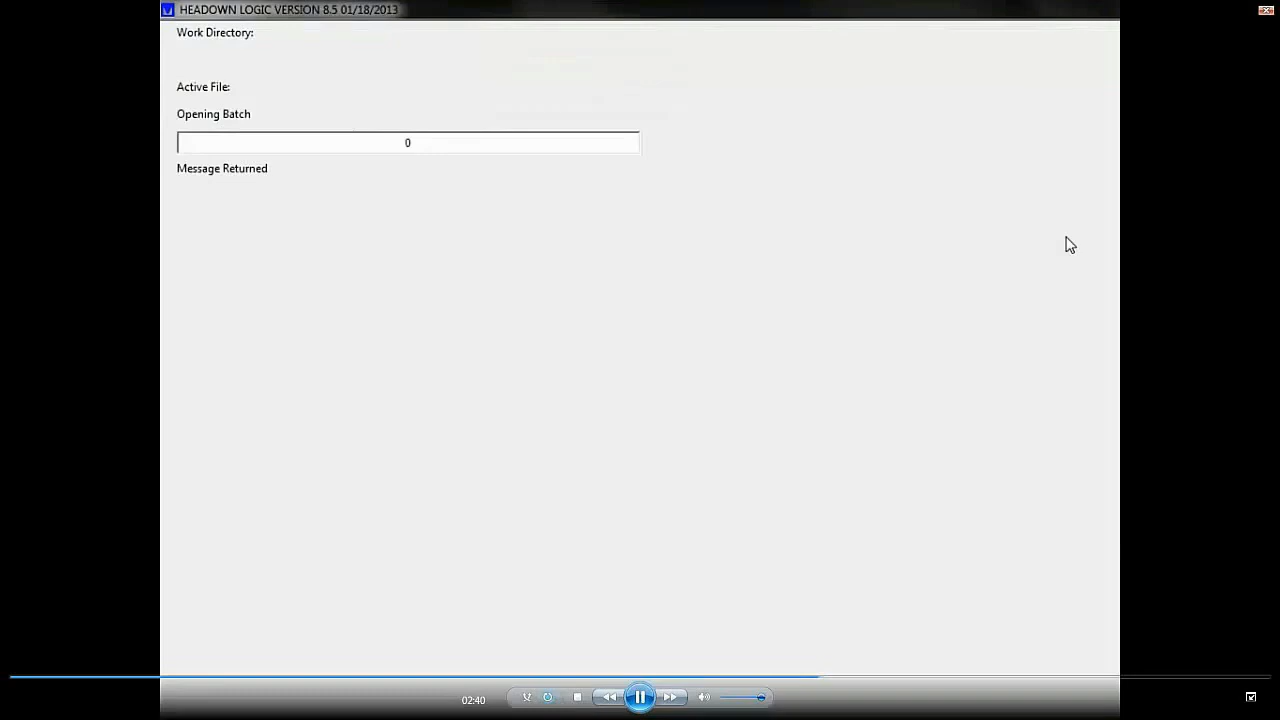 HEADOWN LOGIC VERSION 8.5 01/18/2013
Work Directory:
Active File:
Opening Batch
0
Message Returned
02:40